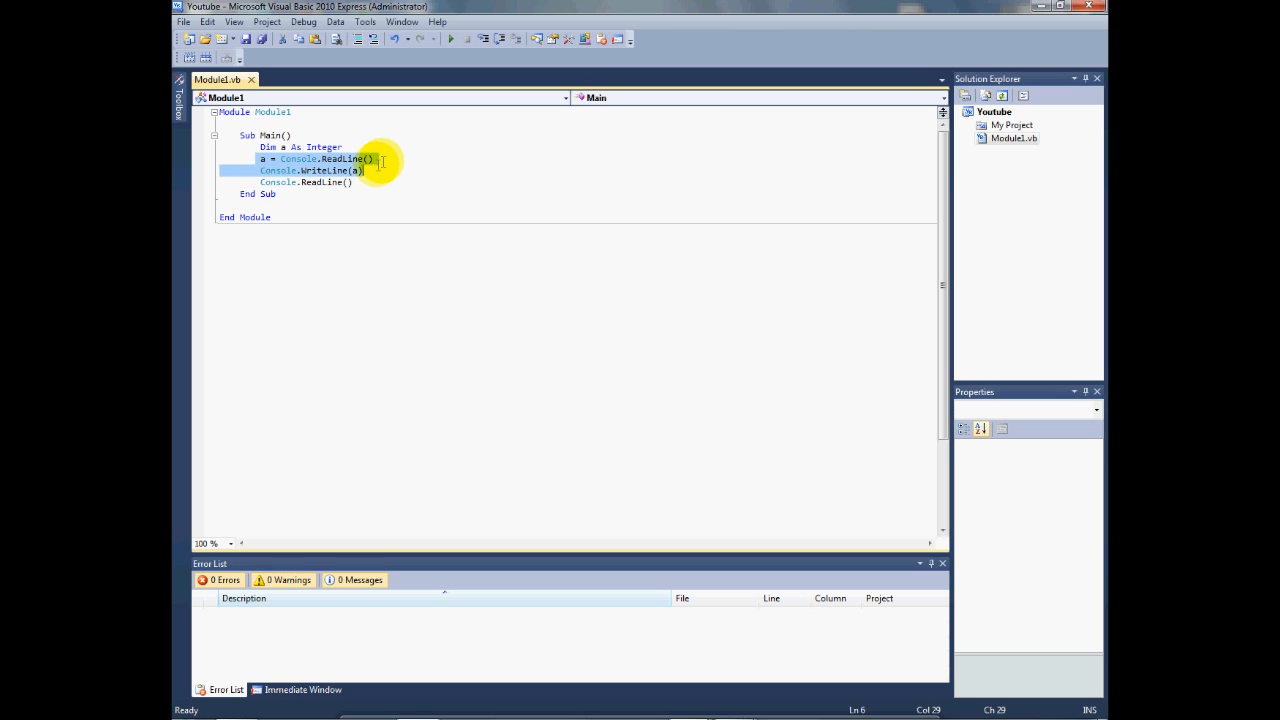 Youtube - Microsoft Visual Basic 2010 Express (Administrator)
File Edit View Project Debug Data Tools Window Help
Toolbox
Module1.vb
Module1
Main
Module Module1
Sub Main()
Dim a As Integer
a = Console.ReadLine()
Console.WriteLine(a)
Console.ReadLine()
End Sub
End Module
100 %
Solution Explorer
Youtube
My Project
Module1.vb
Properties
Error List
0 Errors 0 Warnings 0 Messages
Description File Line Column Project
Error List Immediate Window
Ready Ln 6 Col 29 Ch 29 INS